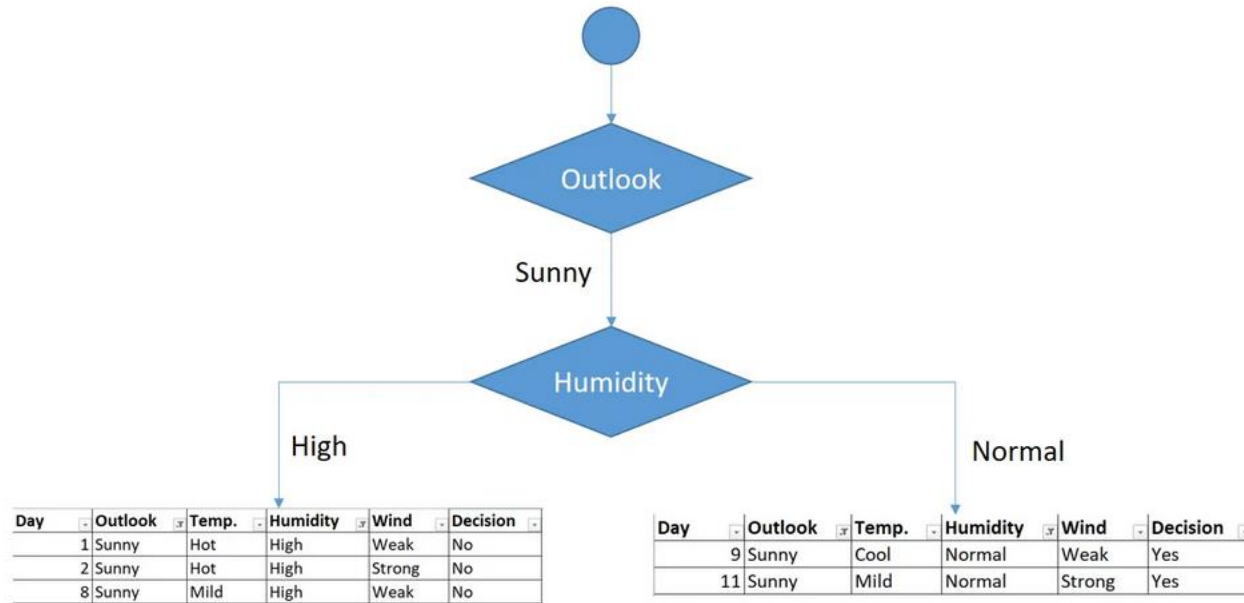 Outlook
Sunny
Humidity
High
Normal
Day Outlook Temp. Humidity Wind Decision
1 Sunny Hot High Weak No
2 Sunny Hot High Strong No
8 Sunny Mild High Weak No
Day Outlook Temp. Humidity Wind Decision
9 Sunny Cool Normal Weak Yes
11 Sunny Mild Normal Strong Yes